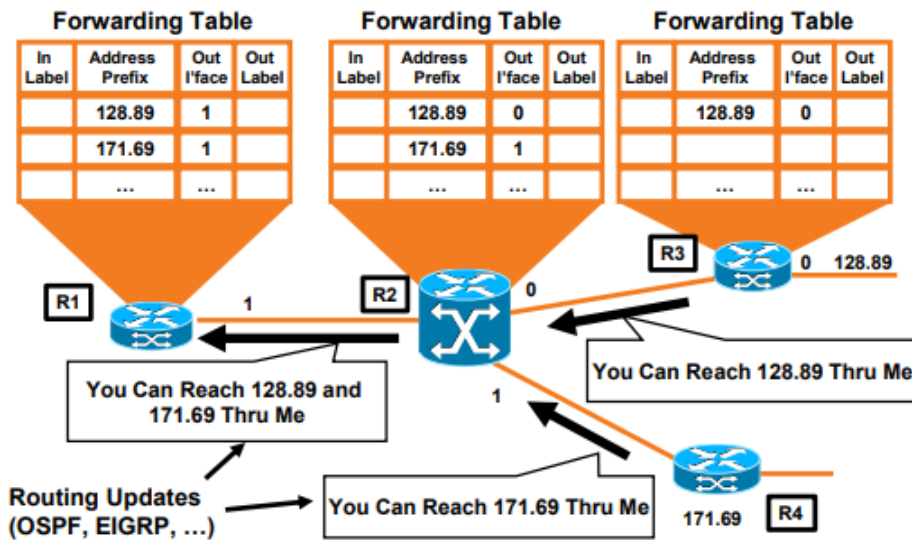 Forwarding Table
In Label Address Prefix Out I'face Out Label
128.89 1
171.69 1
... ...
Forwarding Table
In Label Address Prefix Out I'face Out Label
128.89 0
171.69 1
... ...
Forwarding Table
In Label Address Prefix Out I'face Out Label
128.89 0
... ...
R1
1
R2
0
R3
0 128.89
You Can Reach 128.89 and
171.69 Thru Me
You Can Reach 128.89 Thru Me
1
Routing Updates
(OSPF, EIGRP, …)
You Can Reach 171.69 Thru Me
171.69
R4